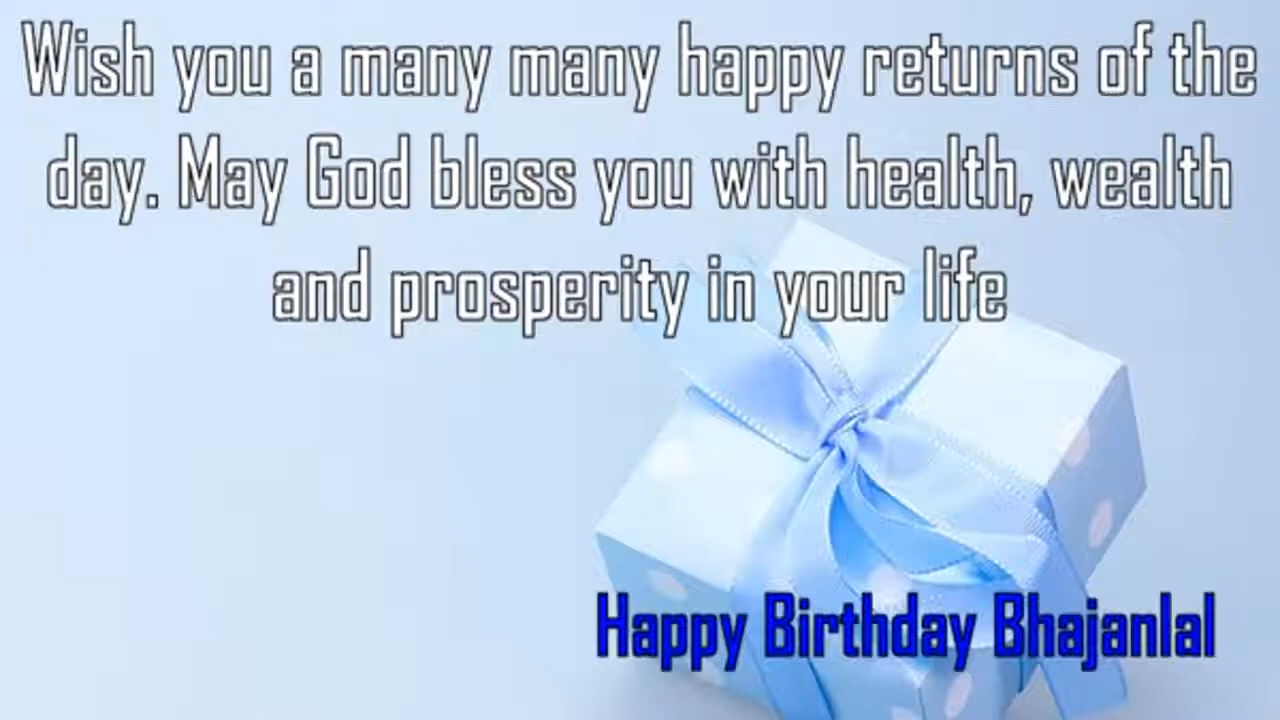 Wish you a many many happy returns of the
day. May God bless you with health, wealth
and prosperity in your life
Happy Birthday Bhajanlal